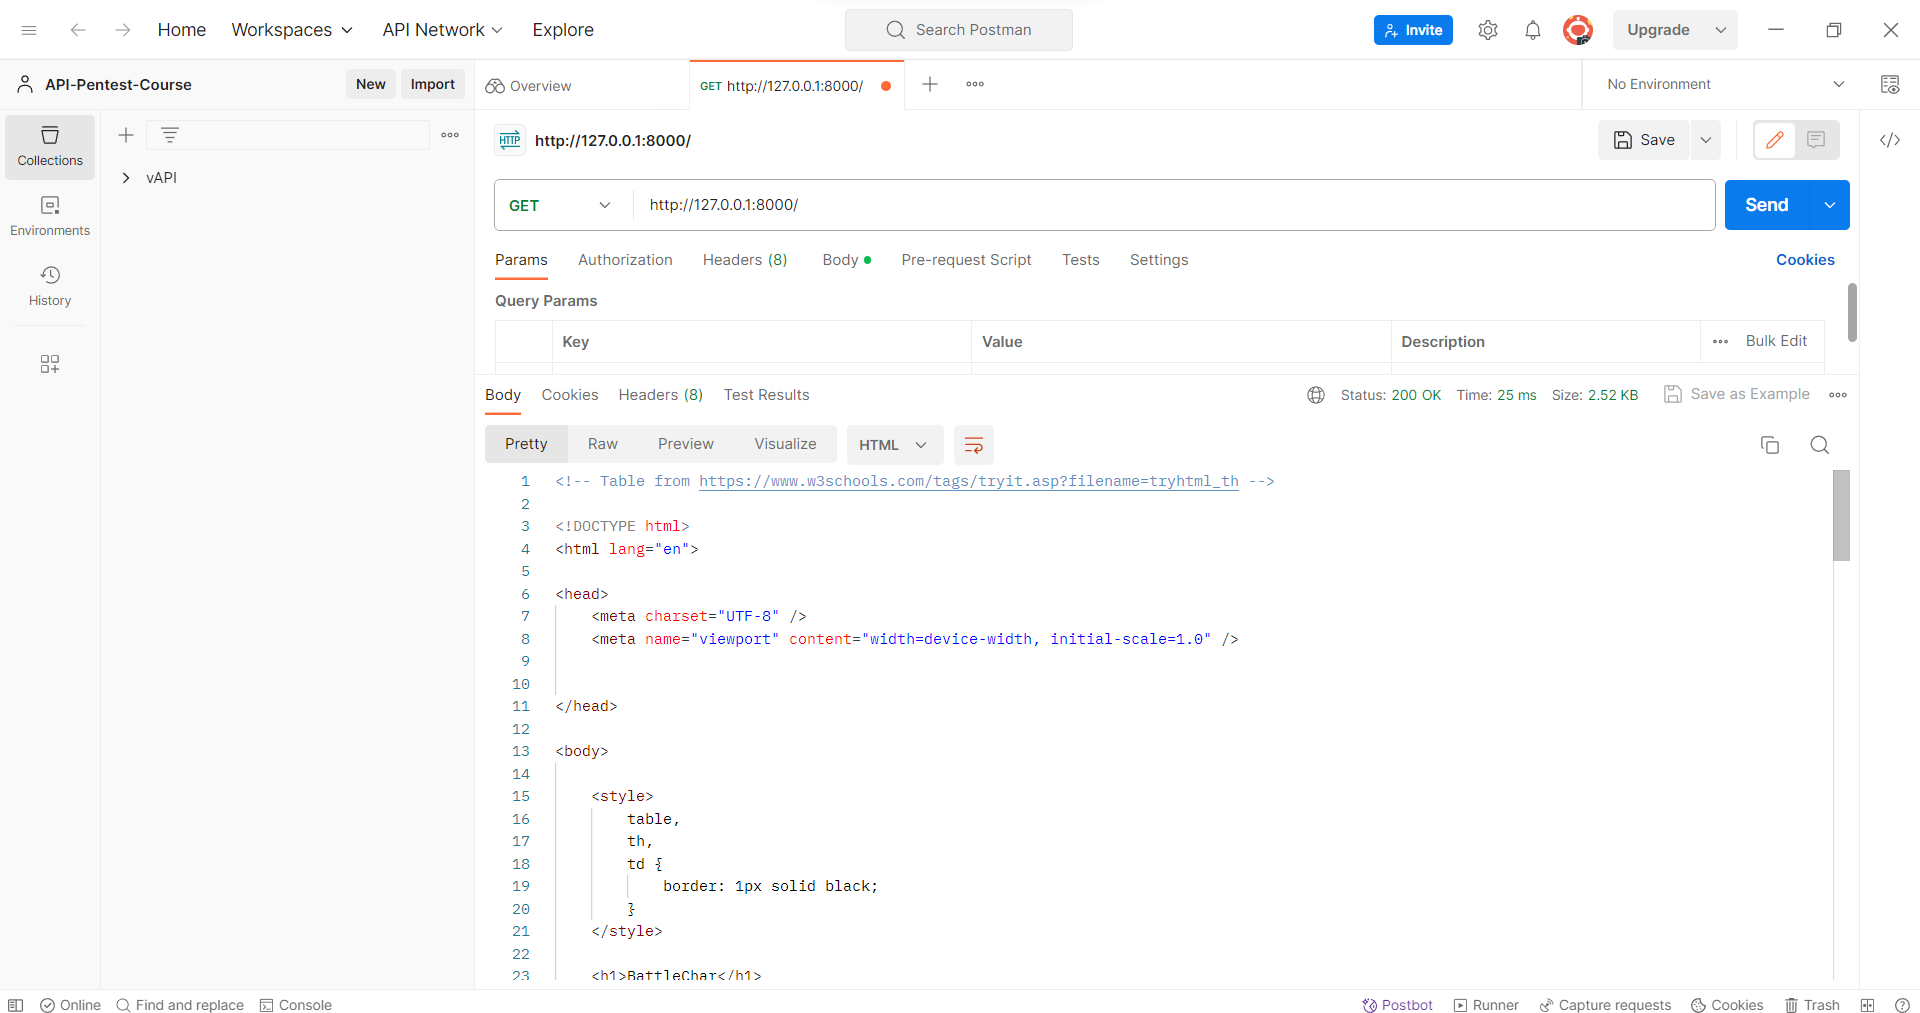 Home Workspaces API Network Explore Search Postman Invite Upgrade
API-Pentest-Course New Import Overview GET http://127.0.0.1:8000/ No Environment
HTTP http://127.0.0.1:8000/ Save
Collections
vAPI
Environments
History
GET http://127.0.0.1:8000/ Send
Params Authorization Headers (8) Body Pre-request Script Tests Settings Cookies
Query Params
Key Value Description Bulk Edit
Body Cookies Headers (8) Test Results Status: 200 OK Time: 25 ms Size: 2.52 KB Save as Example
Pretty Raw Preview Visualize HTML
1 <!-- Table from https://www.w3schools.com/tags/tryit.asp?filename=tryhtml_th -->
2
3 <!DOCTYPE html>
4 <html lang="en">
5
6 <head>
7 <meta charset="UTF-8" />
8 <meta name="viewport" content="width=device-width, initial-scale=1.0" />
9
10
11 </head>
12
13 <body>
14
15 <style>
16 table,
17 th,
18 td {
19 border: 1px solid black;
20 }
21 </style>
22
23 <h1>BattleChar</h1>
Online Find and replace Console Postbot Runner Capture requests Cookies Trash